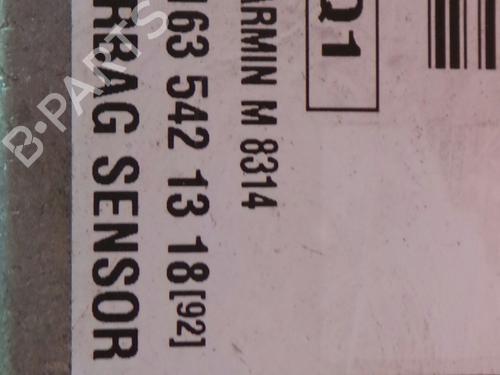 Q1
ARMIN M 8314
163 542 13 18 [92]
RBAG SENSOR
B-PARTS